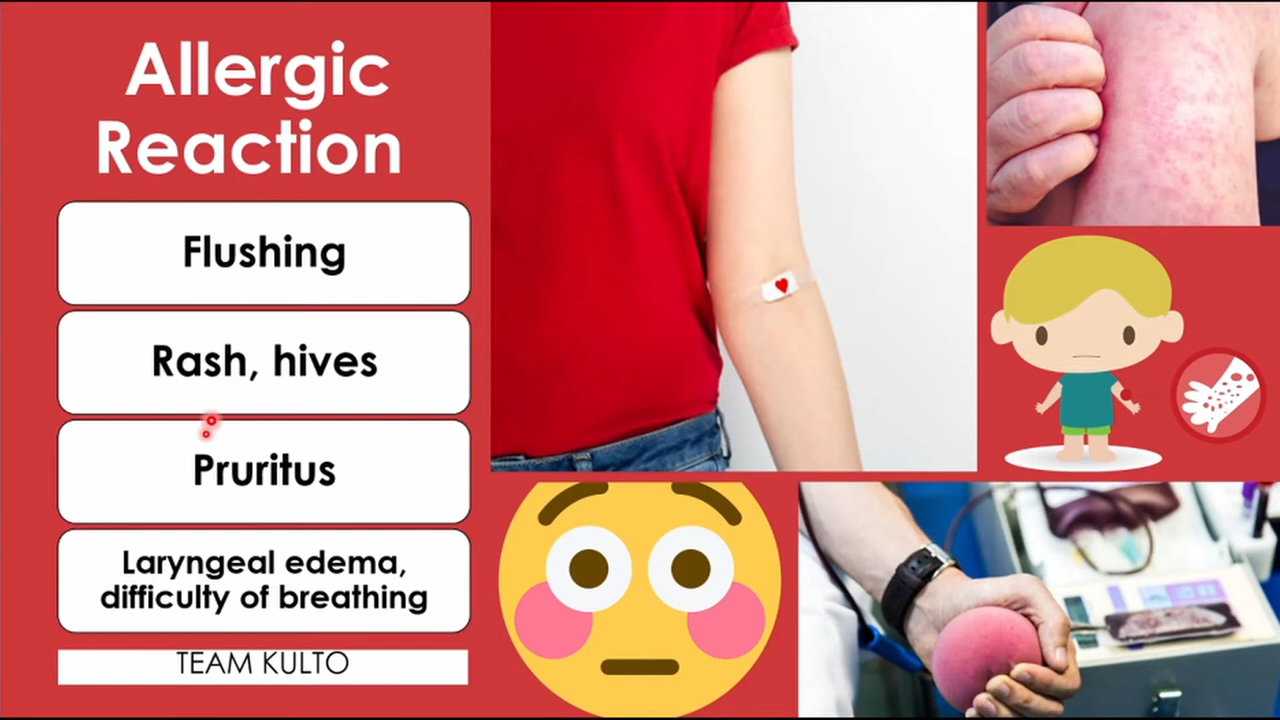 Allergic
Reaction
Flushing
Rash, hives
Pruritus
Laryngeal edema,
difficulty of breathing
TEAM KULTO